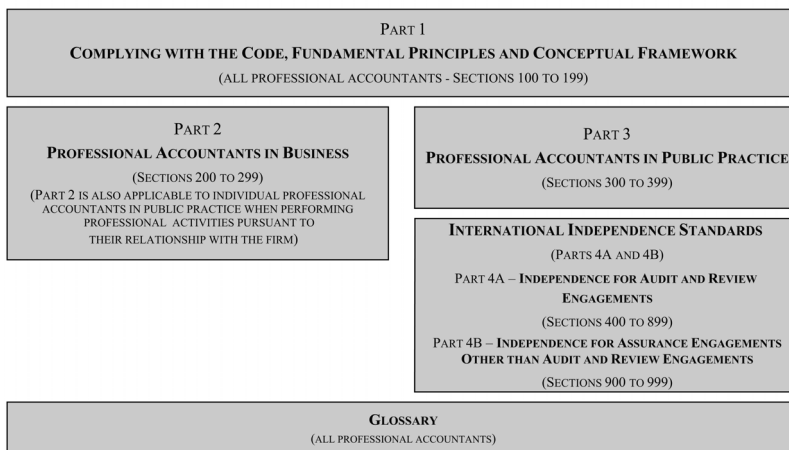 PART 1
COMPLYING WITH THE CODE, FUNDAMENTAL PRINCIPLES AND CONCEPTUAL FRAMEWORK
(ALL PROFESSIONAL ACCOUNTANTS - SECTIONS 100 TO 199)
PART 2
PROFESSIONAL ACCOUNTANTS IN BUSINESS
(SECTIONS 200 TO 299)
(PART 2 IS ALSO APPLICABLE TO INDIVIDUAL PROFESSIONAL
ACCOUNTANTS IN PUBLIC PRACTICE WHEN PERFORMING
PROFESSIONAL ACTIVITIES PURSUANT TO
THEIR RELATIONSHIP WITH THE FIRM)
PART 3
PROFESSIONAL ACCOUNTANTS IN PUBLIC PRACTICE
(SECTIONS 300 TO 399)
INTERNATIONAL INDEPENDENCE STANDARDS
(PARTS 4A AND 4B)
PART 4A – INDEPENDENCE FOR AUDIT AND REVIEW
ENGAGEMENTS
(SECTIONS 400 TO 899)
PART 4B – INDEPENDENCE FOR ASSURANCE ENGAGEMENTS
OTHER THAN AUDIT AND REVIEW ENGAGEMENTS
(SECTIONS 900 TO 999)
GLOSSARY
(ALL PROFESSIONAL ACCOUNTANTS)